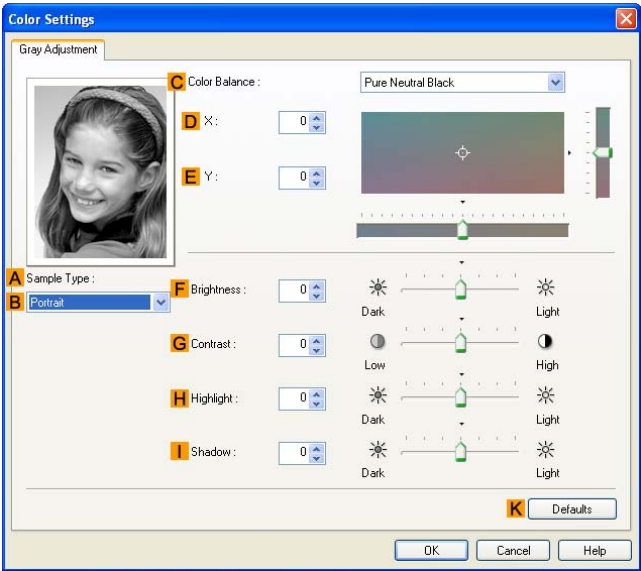 Color Settings
Gray Adjustment
C Color Balance : Pure Neutral Black
D X : 0
E Y : 0
A Sample Type :
B Portrait
F Brightness : 0
Dark Light
G Contrast : 0
Low High
H Highlight : 0
Dark Light
I Shadow : 0
Dark Light
K Defaults
OK Cancel Help